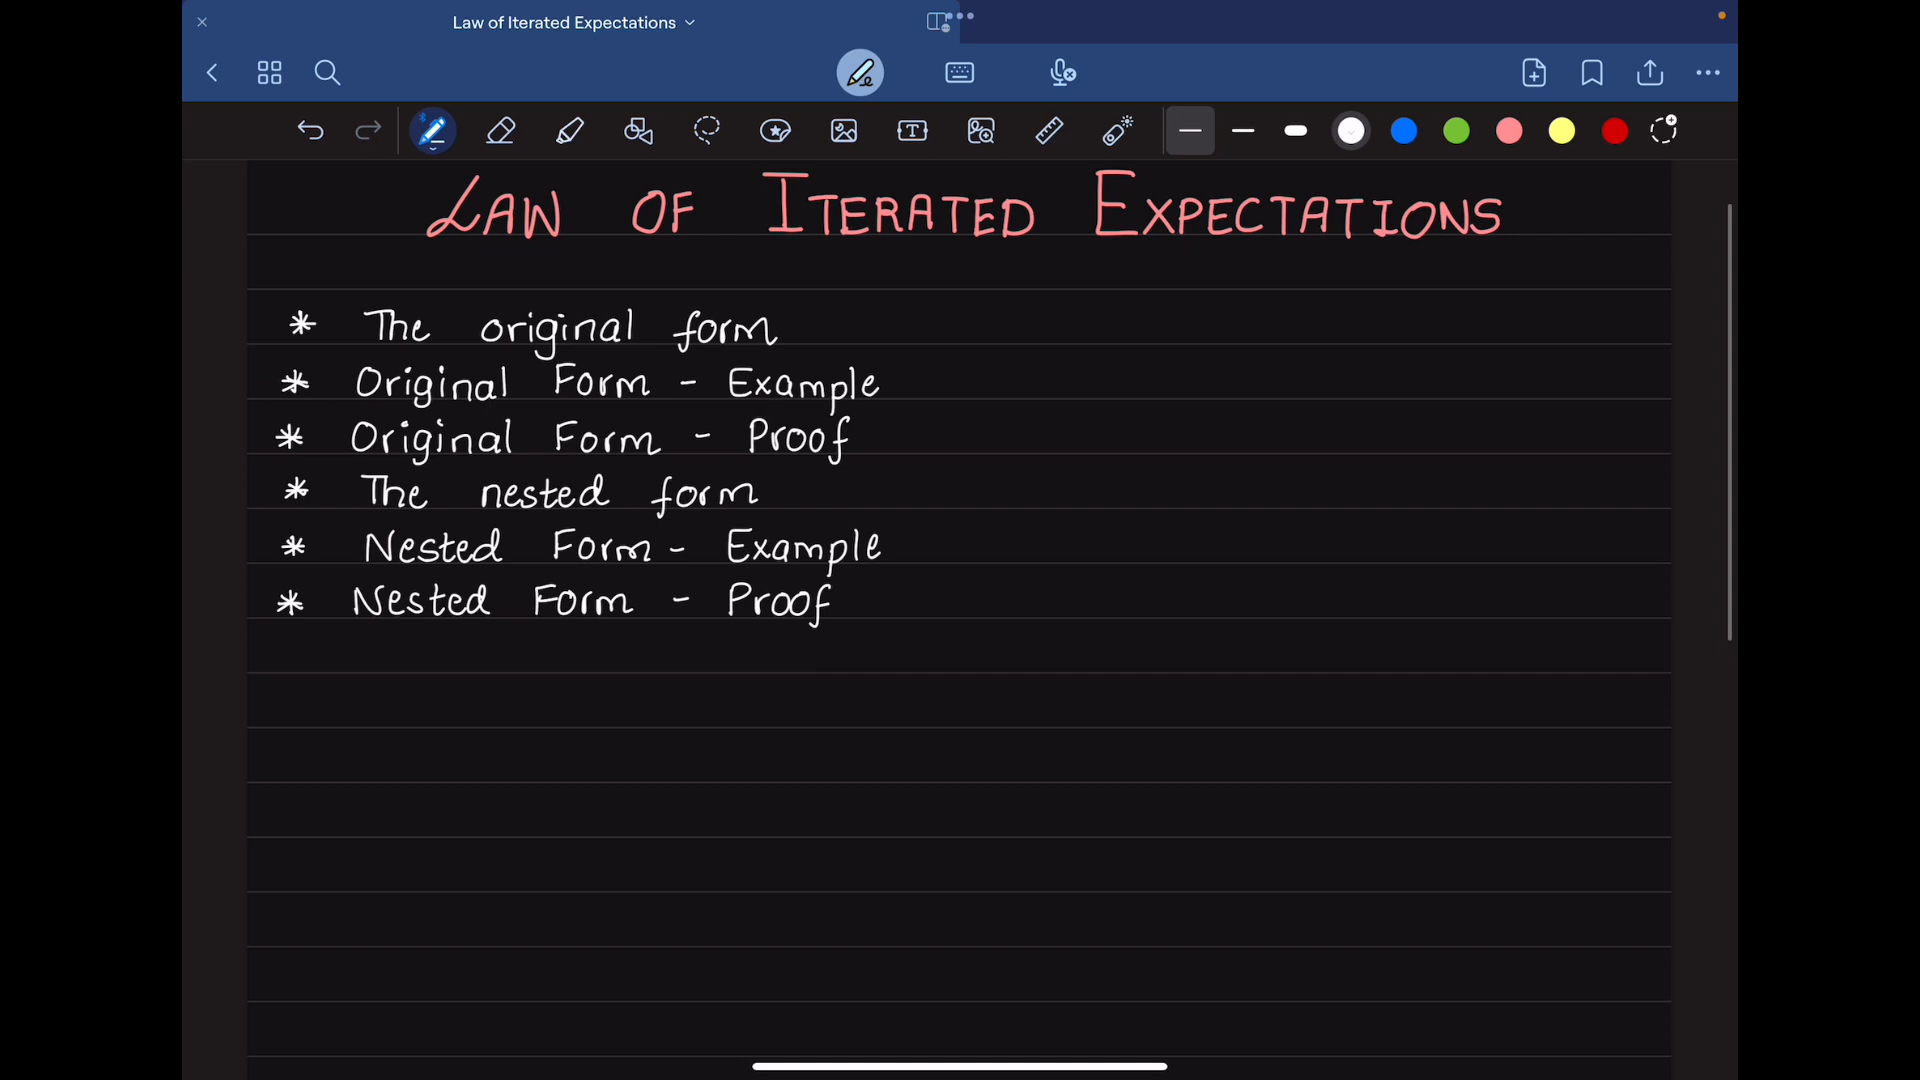 Law of Iterated Expectations
LAW OF ITERATED EXPECTATIONS
* The original form
* Original Form - Example
* Original Form - Proof
* The nested form
* Nested Form - Example
* Nested Form - Proof